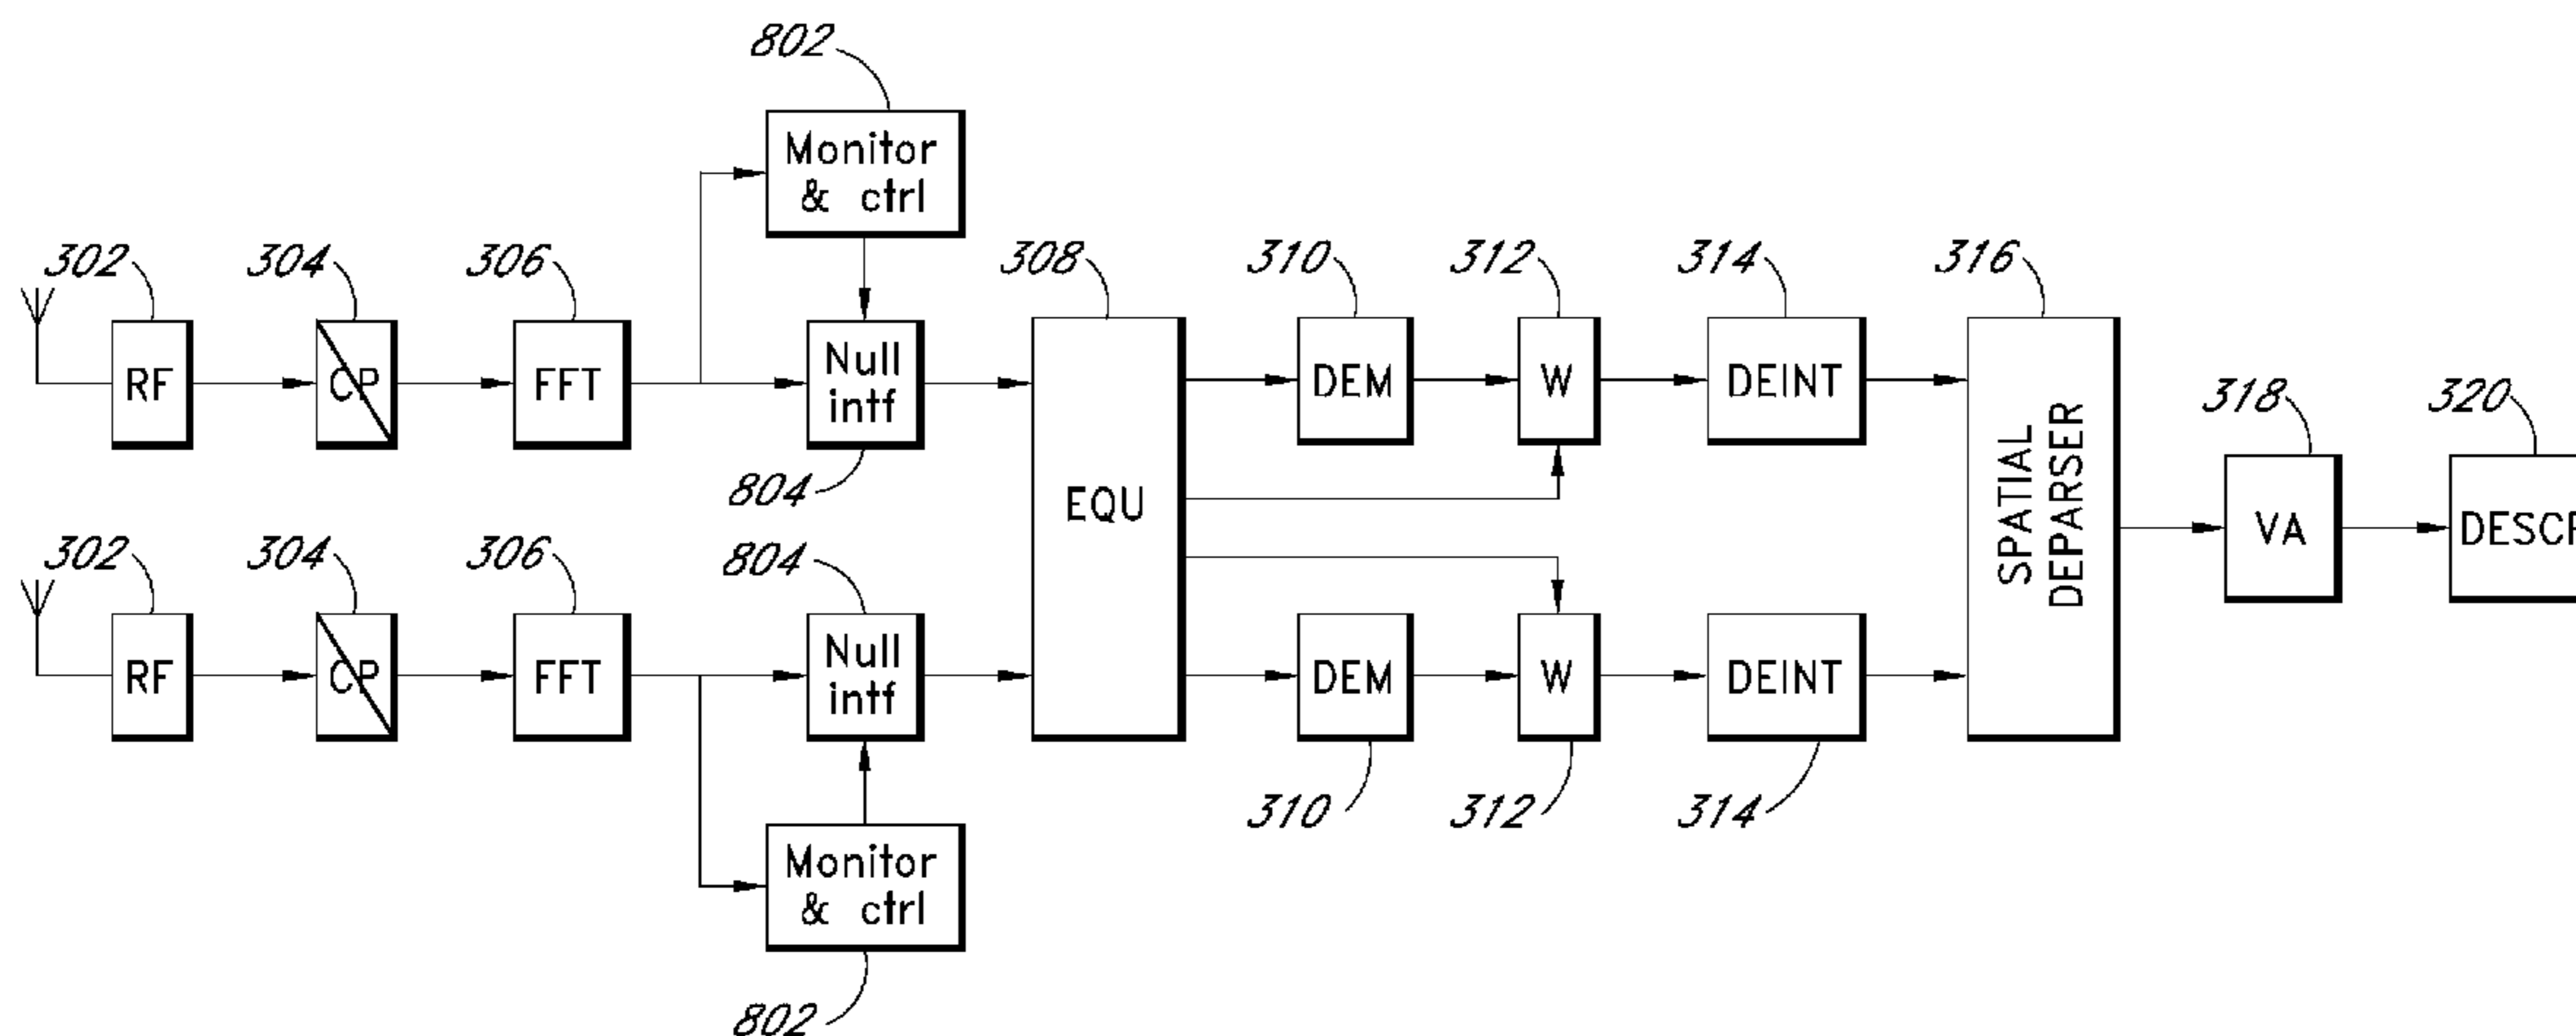 802
Monitor
& ctrl
302
304
306
308
310
312
314
316
RF
CP
FFT
Null
intf
DEM
W
DEINT
804
EQU
SPATIAL
DEPARSER
318
320
VA
302
304
306
804
RF
CP
FFT
Null
intf
DEM
W
DEINT
310
312
314
Monitor
& ctrl
802